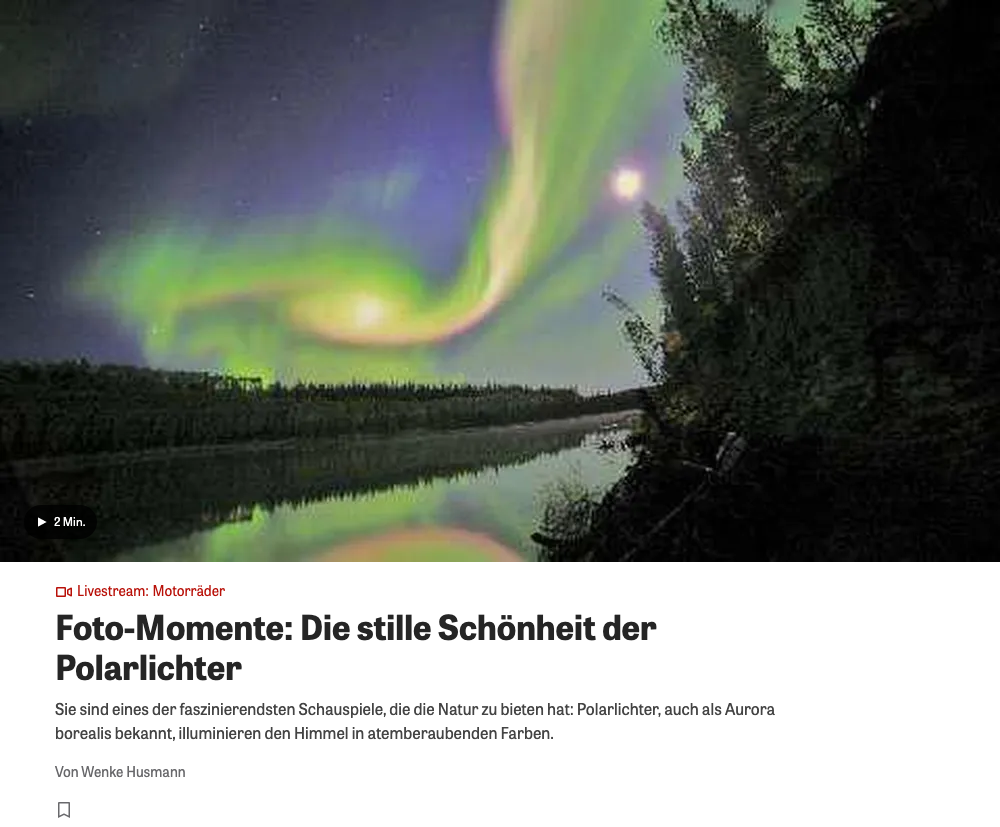 2 Min.
Livestream: Motorräder
Foto-Momente: Die stille Schönheit der
Polarlichter
Sie sind eines der faszinierendsten Schauspiele, die die Natur zu bieten hat: Polarlichter, auch als Aurora
borealis bekannt, illuminieren den Himmel in atemberaubenden Farben.
Von Wenke Husmann